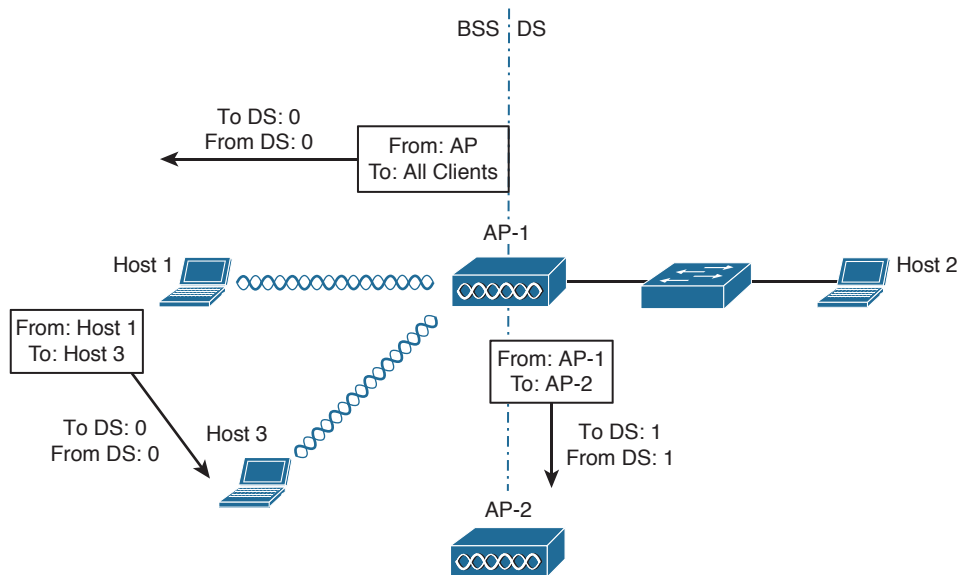 BSS DS
To DS: 0
From DS: 0
From: AP
To: All Clients
AP-1
Host 1
Host 2
From: Host 1
To: Host 3
From: AP-1
To: AP-2
To DS: 0
From DS: 0
Host 3
To DS: 1
From DS: 1
AP-2